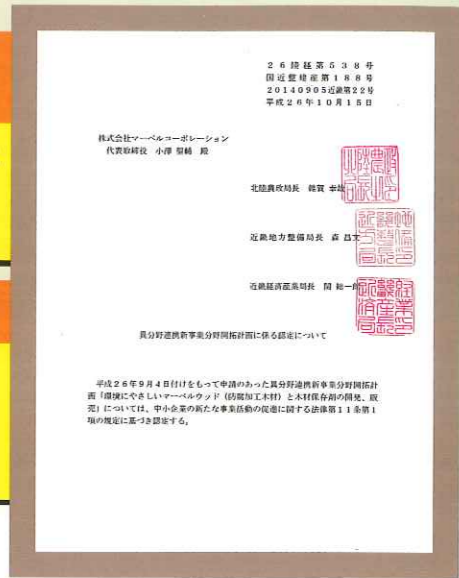 26陸経第538号
国近整建産第188号
20140905近畿第22号
平成26年10月15日
株式会社マーベルコーポレーション
代表取締役 小澤 聖輔 殿
北陸農政局長
近畿地方整備局長 森 昌文
近畿経済産業局長 関 総一郎
異分野連携新事業分野開拓計画に係る認定について
平成26年9月4日付けをもって申請のあった異分野連携新事業分野開拓計
画「環境にやさしいマーベルウッド（防腐加工木材）と木材保存剤の開発、販
売」については、中小企業の新たな事業活動の促進に関する法律第11条第1
項の規定に基づき認定する。